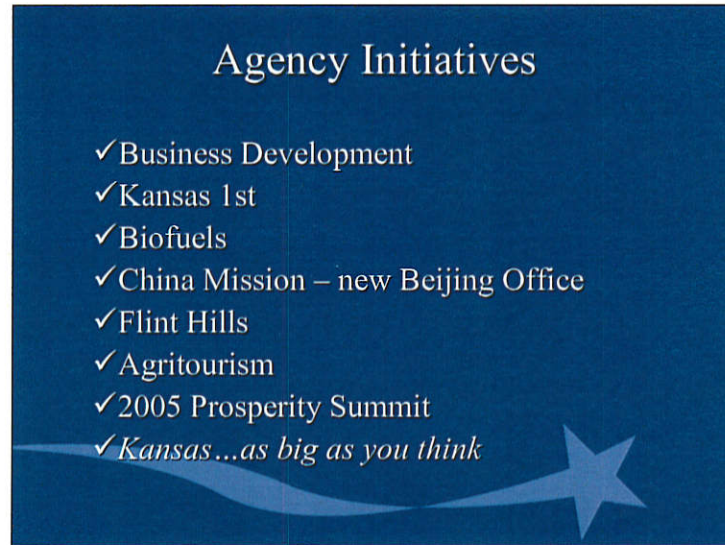 Agency Initiatives
✓Business Development
✓Kansas 1st
✓Biofuels
✓China Mission – new Beijing Office
✓Flint Hills
✓Agritourism
✓2005 Prosperity Summit
✓Kansas...as big as you think